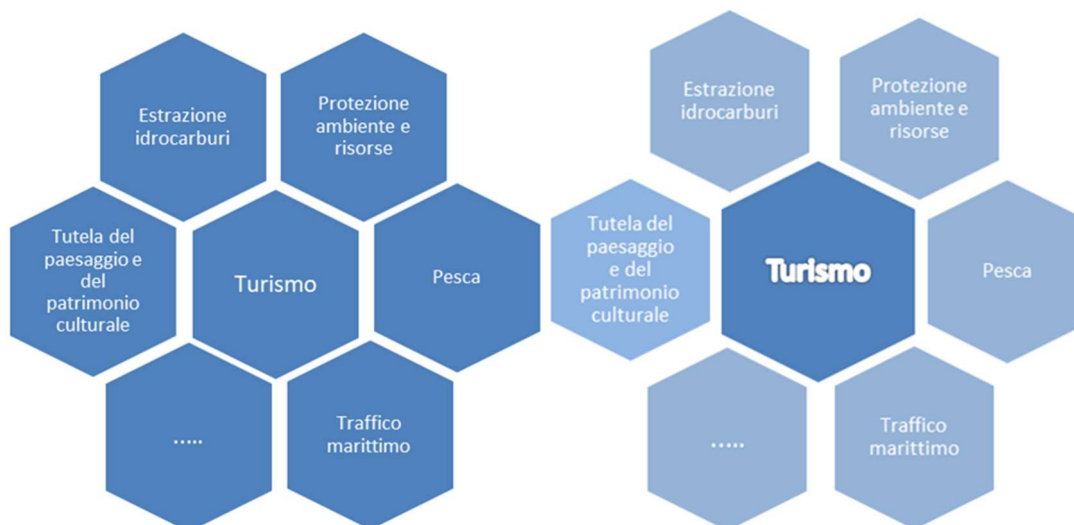 Estrazione
idrocarburi
Protezione
ambiente e
risorse
Tutela del
paesaggio e
del
patrimonio
culturale
Turismo
Pesca
.....
Traffico
marittimo
Estrazione
idrocarburi
Protezione
ambiente e
risorse
Tutela del
paesaggio
e del
patrimonio
culturale
Turismo
Pesca
.....
Traffico
marittimo